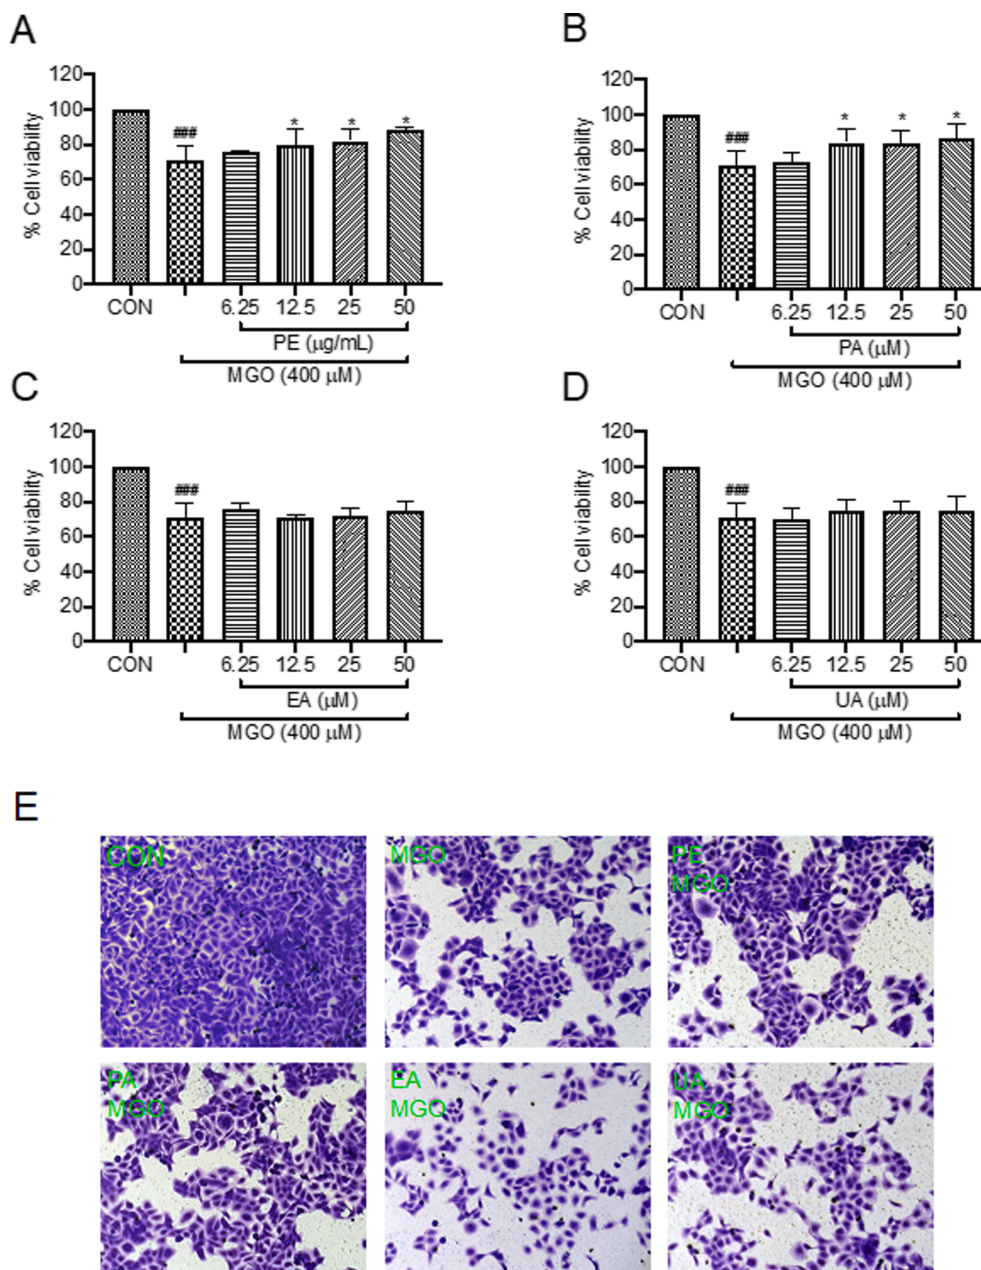 A
% Cell viability
120
100
80
60
40
20
0
###
*
*
*
CON
6.25
12.5
25
50
PE (μg/mL)
MGO (400 μM)
B
% Cell viability
120
100
80
60
40
20
0
###
*
*
*
CON
6.25
12.5
25
50
PA (μM)
MGO (400 μM)
C
% Cell viability
120
100
80
60
40
20
0
###
CON
6.25
12.5
25
50
EA (μM)
MGO (400 μM)
D
% Cell viability
120
100
80
60
40
20
0
###
CON
6.25
12.5
25
50
UA (μM)
MGO (400 μM)
E
CON
MGO
PE
MGO
PA
MGO
EA
MGO
UA
MGO